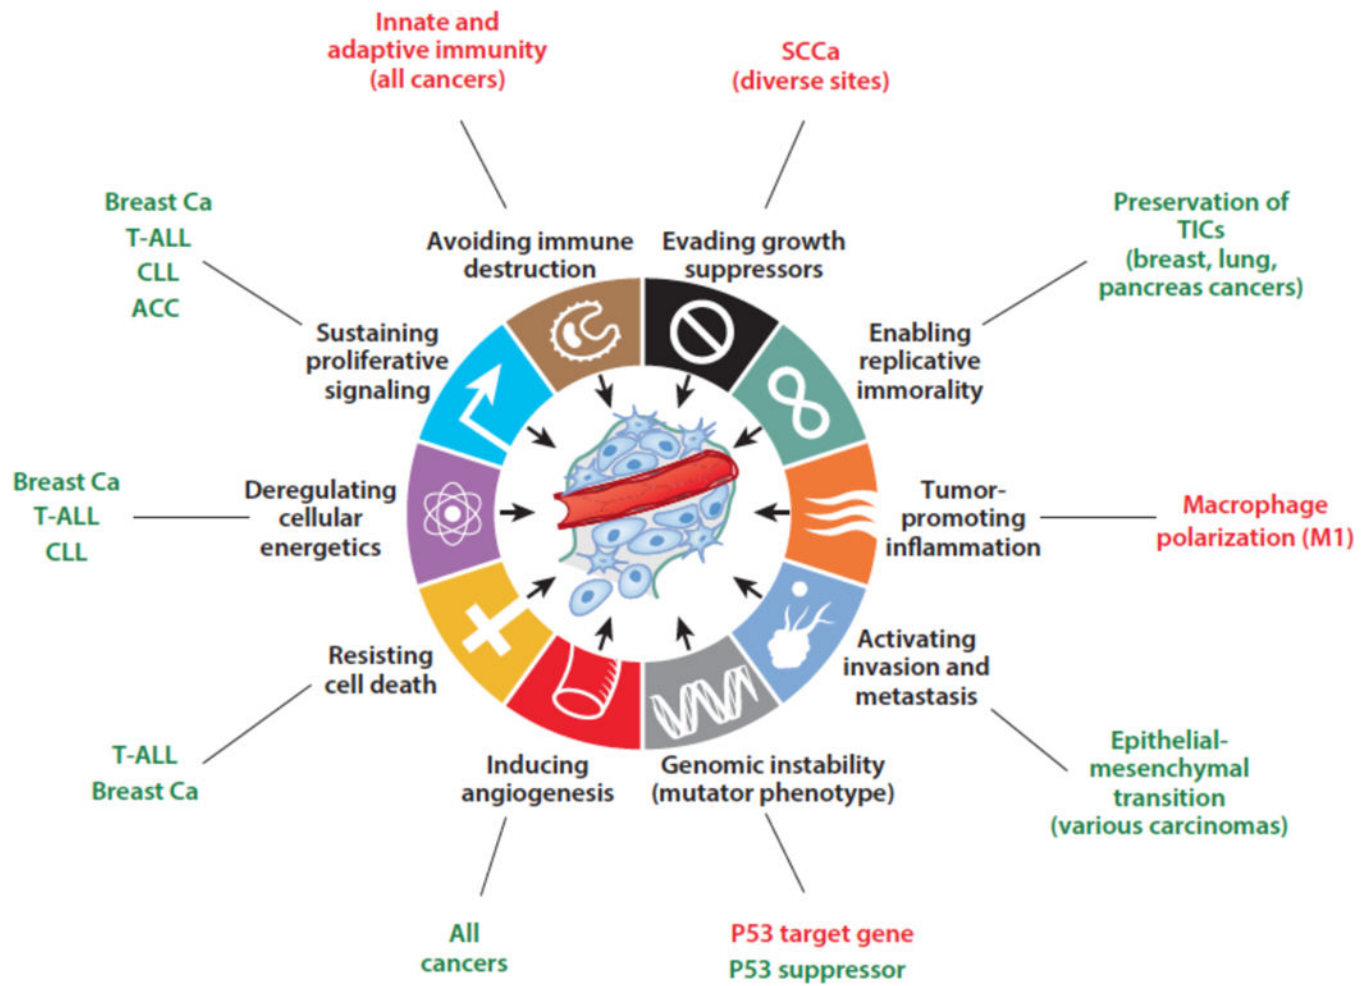 Innate and
adaptive immunity
(all cancers)
SCCa
(diverse sites)
Breast Ca
T-ALL
CLL
ACC
Preservation of
TICs
(breast, lung,
pancreas cancers)
Avoiding immune
destruction
Evading growth
suppressors
Sustaining
proliferative
signaling
Enabling
replicative
immorality
Breast Ca
T-ALL
CLL
Deregulating
cellular
energetics
Tumor-
promoting
inflammation
Macrophage
polarization (M1)
Resisting
cell death
Activating
invasion and
metastasis
T-ALL
Breast Ca
Inducing
angiogenesis
Genomic instability
(mutator phenotype)
Epithelial-
mesenchymal
transition
(various carcinomas)
All
cancers
P53 target gene
P53 suppressor